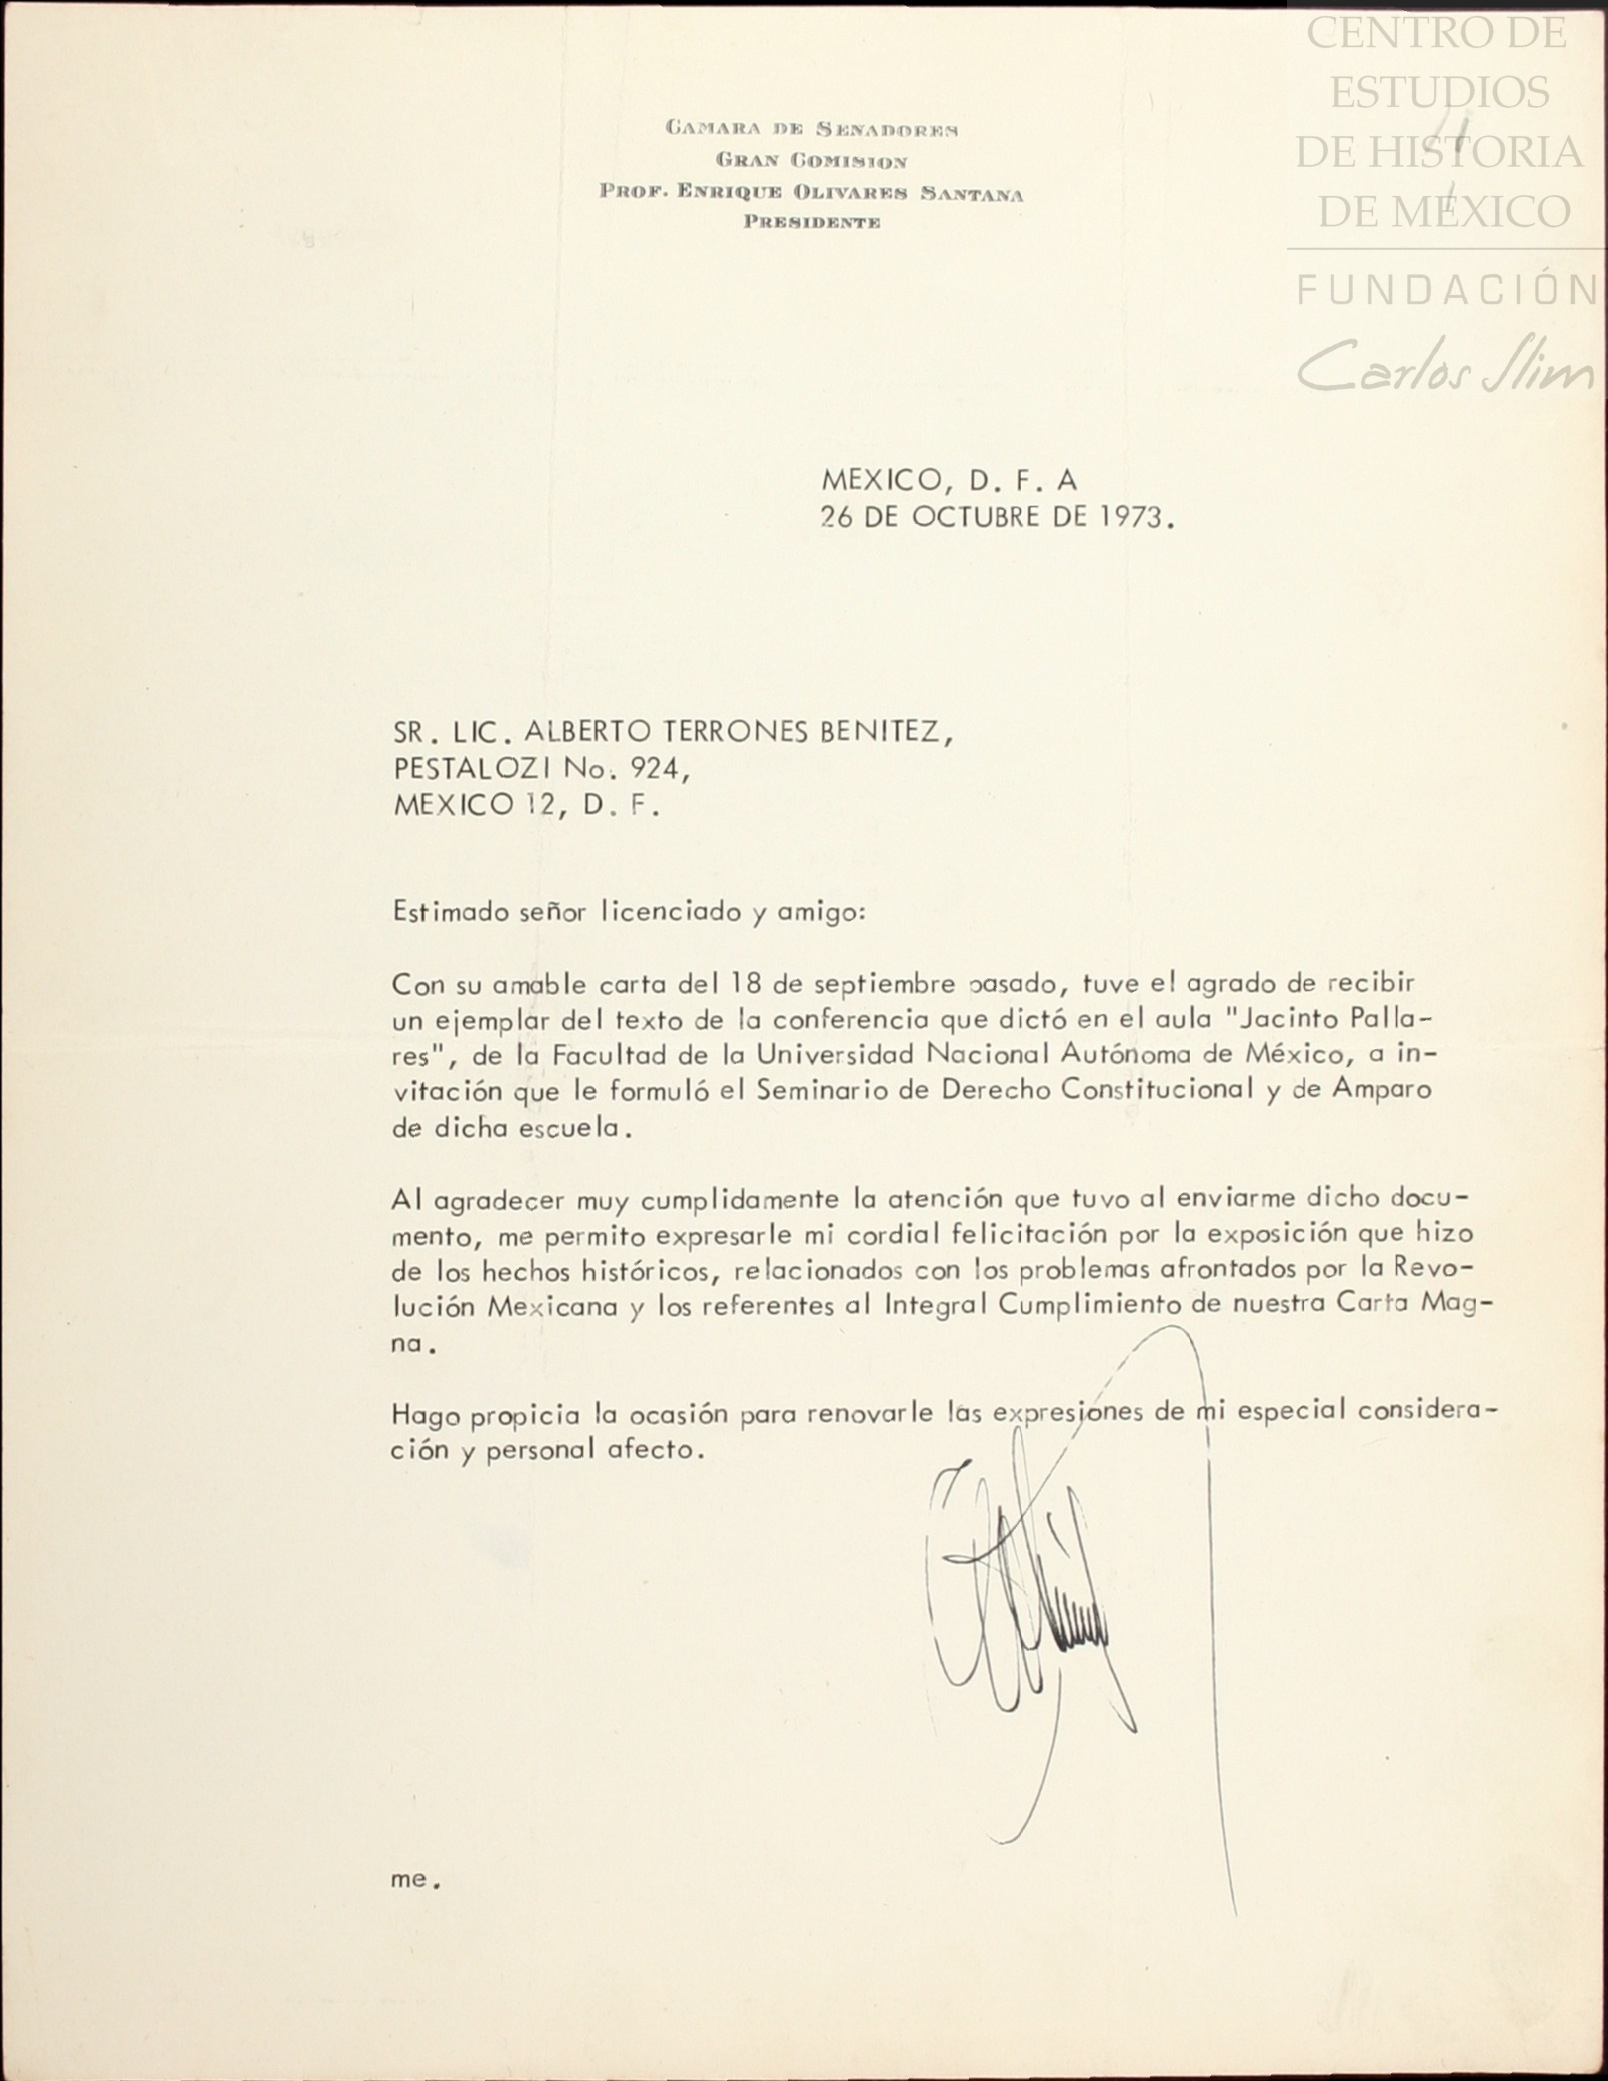 CENTRO DE
ESTUDIOS
DE HISTORIA
DE MÉXICO
FUNDACIÓN
Carlos Slim
CAMARA DE SENADORES
GRAN COMISION
PROF. ENRIQUE OLIVARES SANTANA
PRESIDENTE
MEXICO, D. F. A
26 DE OCTUBRE DE 1973.
SR. LIC. ALBERTO TERRONES BENITEZ,
PESTALOZI No. 924,
MEXICO 12, D. F.
Estimado señor licenciado y amigo:
Con su amable carta del 18 de septiembre pasado, tuve el agrado de recibir
un ejemplar del texto de la conferencia que dictó en el aula "Jacinto Palla-
res", de la Facultad de la Universidad Nacional Autónoma de México, a in-
vitación que le formuló el Seminario de Derecho Constitucional y de Amparo
de dicha escuela.
Al agradecer muy cumplidamente la atención que tuvo al enviarme dicho docu-
mento, me permito expresarle mi cordial felicitación por la exposición que hizo
de los hechos históricos, relacionados con los problemas afrontados por la Revo-
lución Mexicana y los referentes al Integral Cumplimiento de nuestra Carta Mag-
na.
Hago propicia la ocasión para renovarle las expresiones de mi especial considera-
ción y personal afecto.
me.